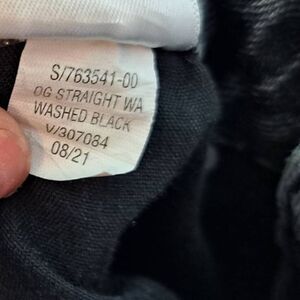 S/763541-00
OG STRAIGHT WA
WASHED BLACK
V/307084
08/21